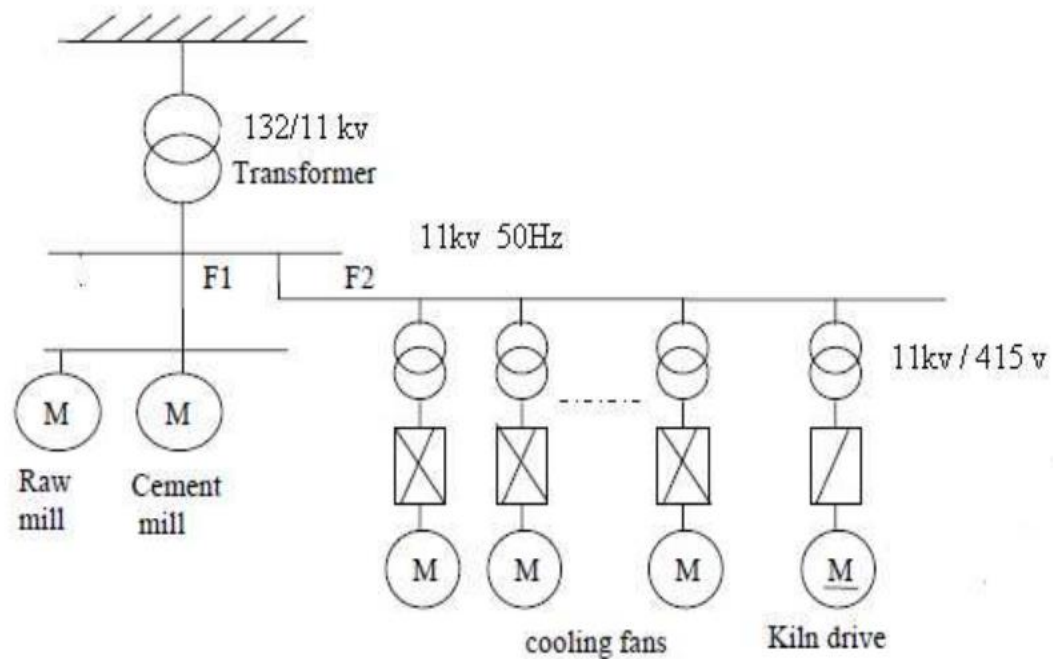 132/11 kv
Transformer
11kv 50Hz
F1
F2
11kv / 415 v
M
M
M
M
M
M
Raw
mill
Cement
mill
cooling fans
Kiln drive